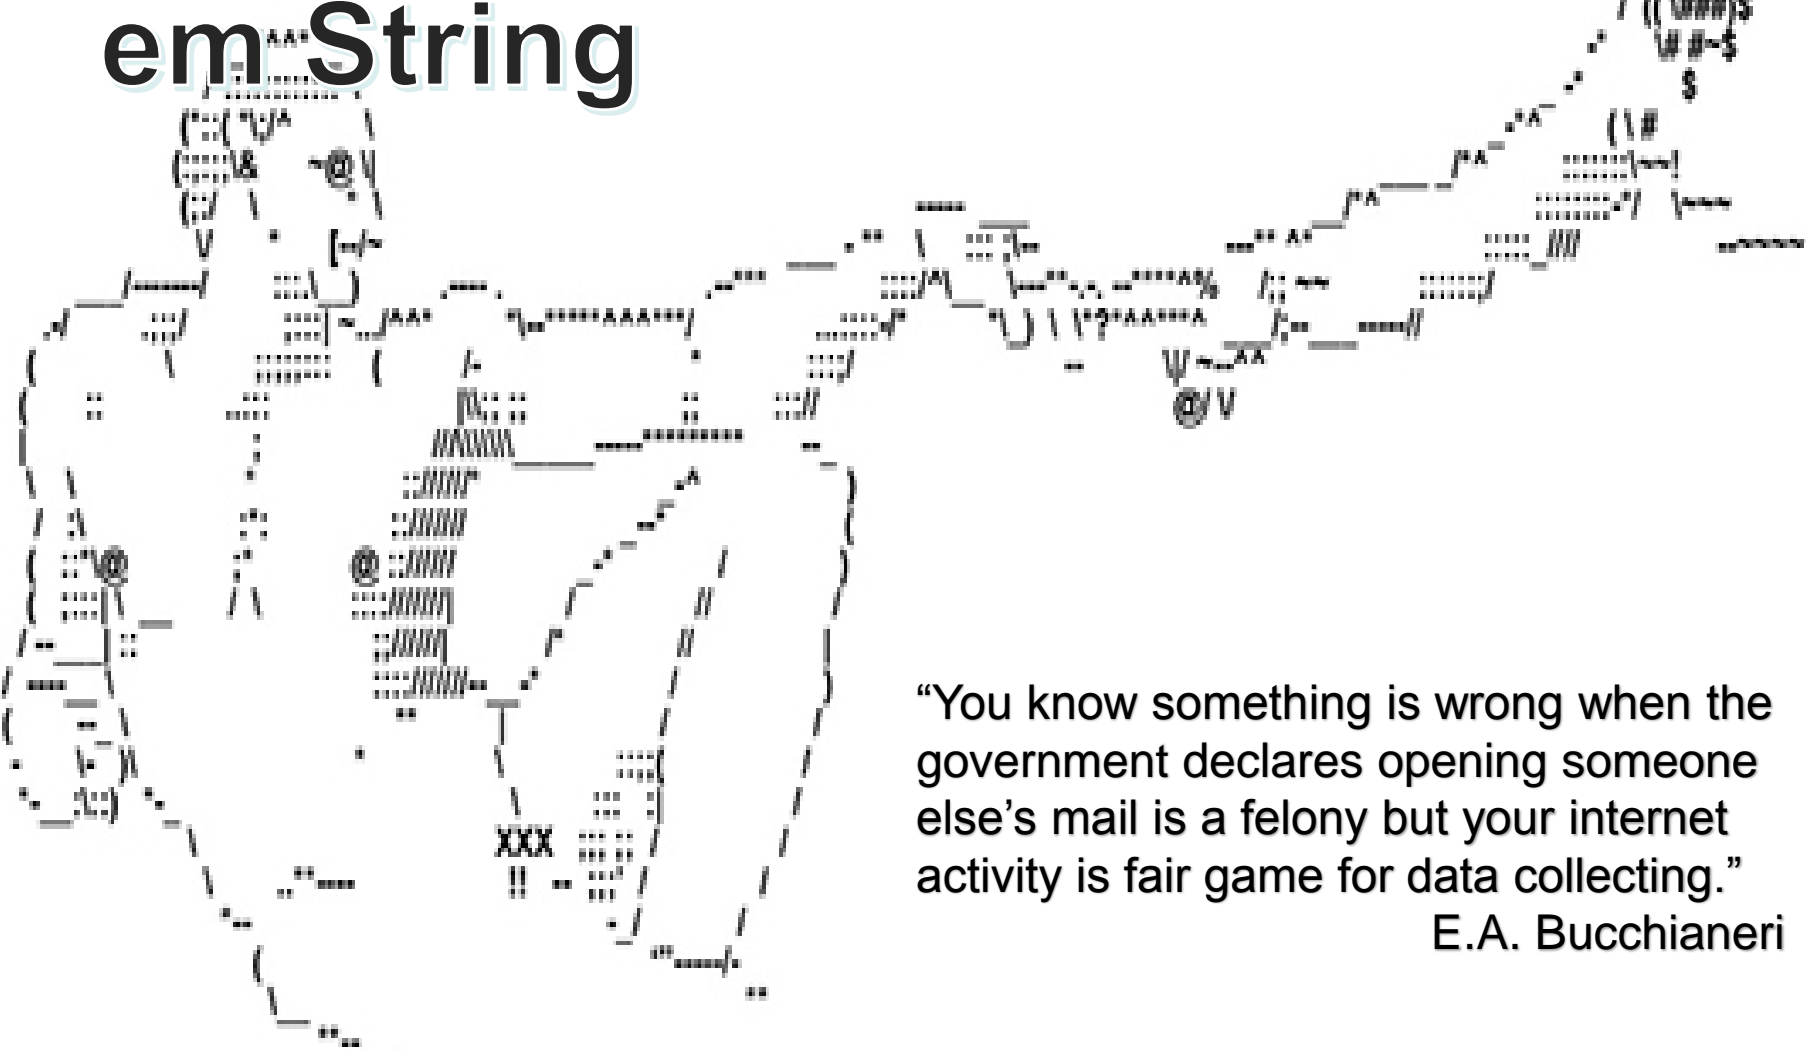 em String
“You know something is wrong when the
government declares opening someone
else’s mail is a felony but your internet
activity is fair game for data collecting.”
E.A. Bucchianeri